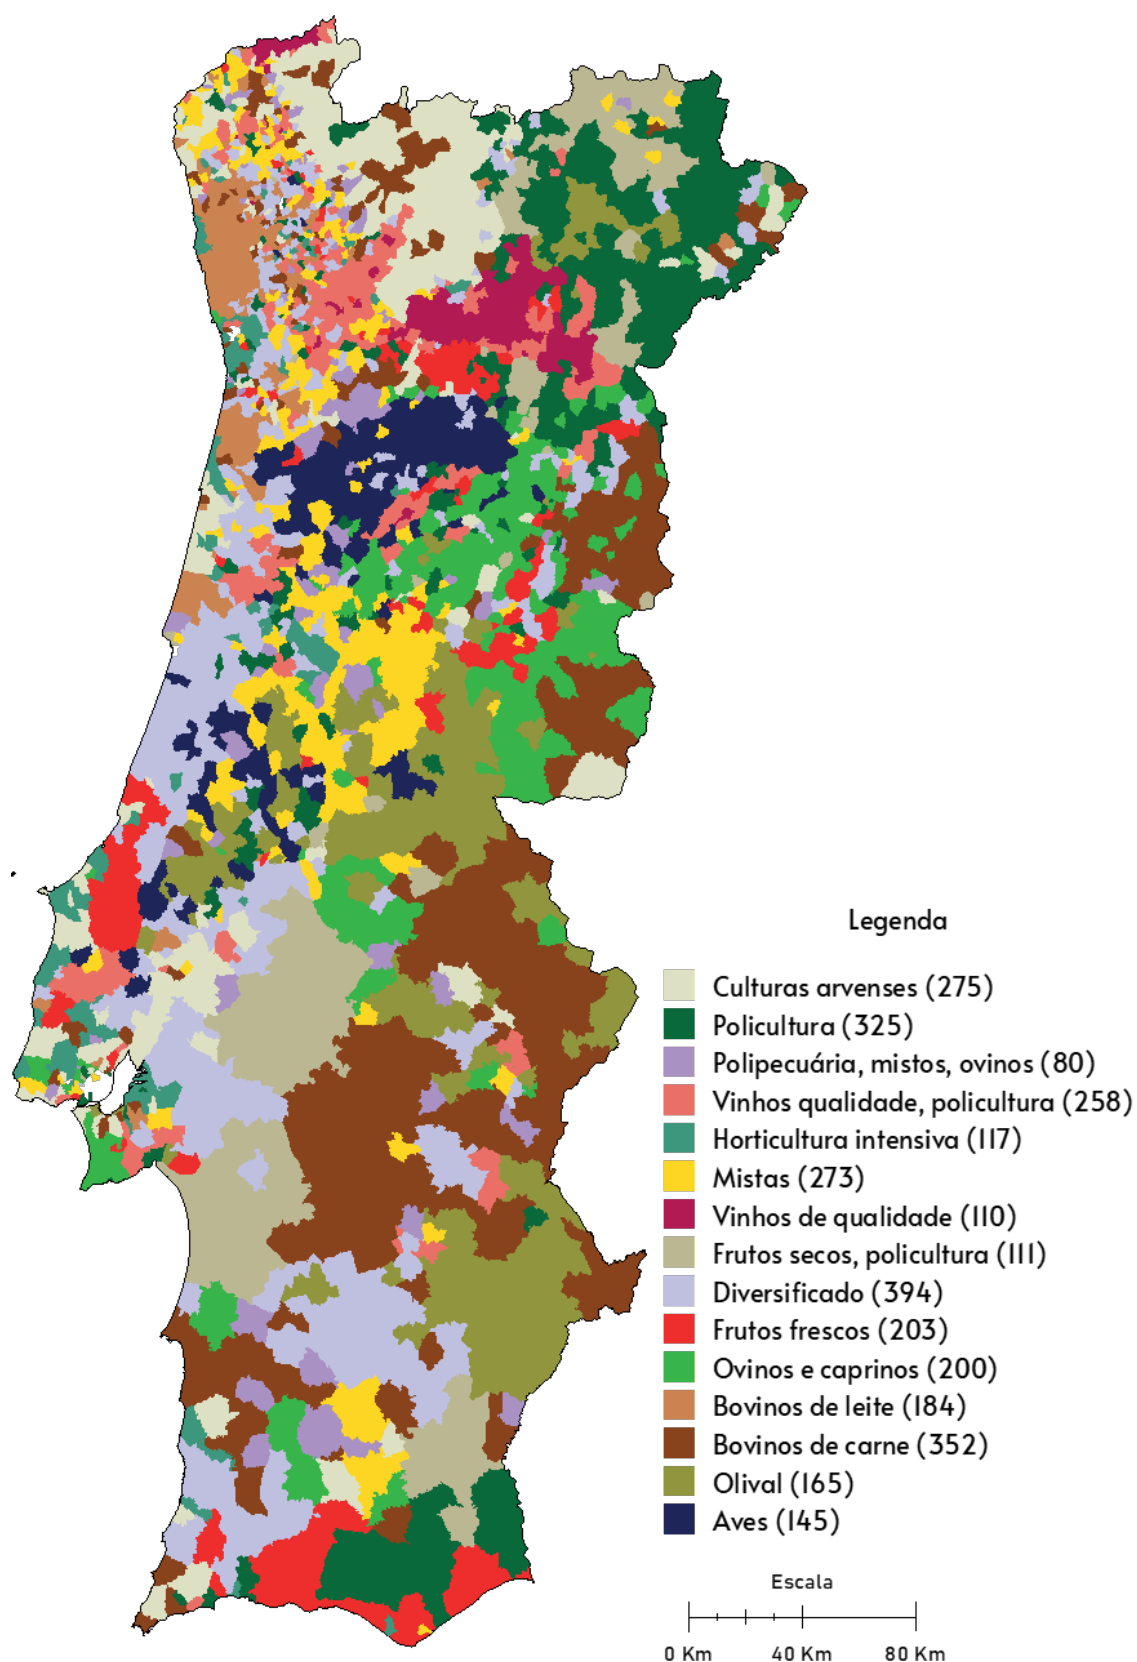 Legenda
Culturas arvenses (275)
Policultura (325)
Polipecuária, mistos, ovinos (80)
Vinhos qualidade, policultura (258)
Horticultura intensiva (117)
Mistas (273)
Vinhos de qualidade (110)
Frutos secos, policultura (111)
Diversificado (394)
Frutos frescos (203)
Ovinos e caprinos (200)
Bovinos de leite (184)
Bovinos de carne (352)
Olival (165)
Aves (145)
Escala
0 Km 40 Km 80 Km